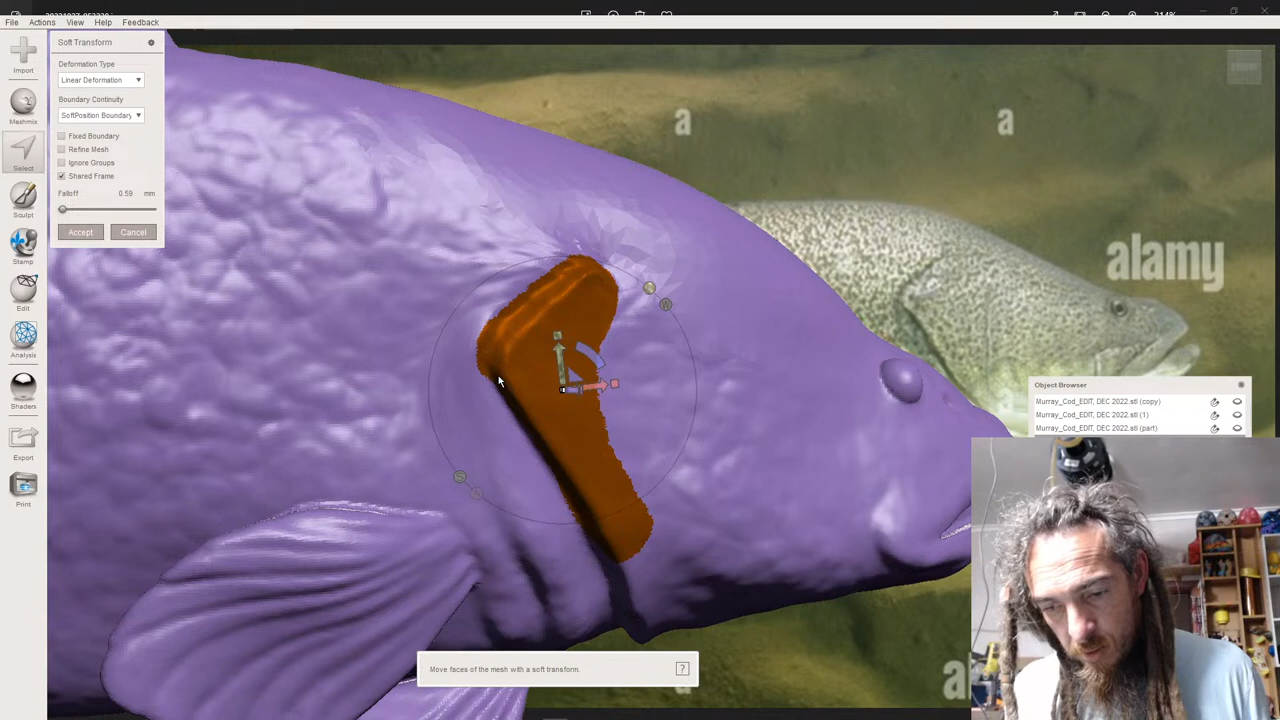 214%
File Actions View Help Feedback
Import
Meshmix
Select
Sculpt
Stamp
Edit
Analysis
Shaders
Export
Print
Soft Transform
Deformation Type
Linear Deformation
Boundary Continuity
SoftPosition Boundary
Fixed Boundary
Refine Mesh
Ignore Groups
Shared Frame
Falloff 0.59 mm
Accept Cancel
W
a a
alamy
Object Browser
Murray_Cod_EDIT, DEC 2022.stl (copy)
Murray_Cod_EDIT, DEC 2022.stl (1)
Murray_Cod_EDIT, DEC 2022.stl (part)
Move faces of the mesh with a soft transform. ?
a
a